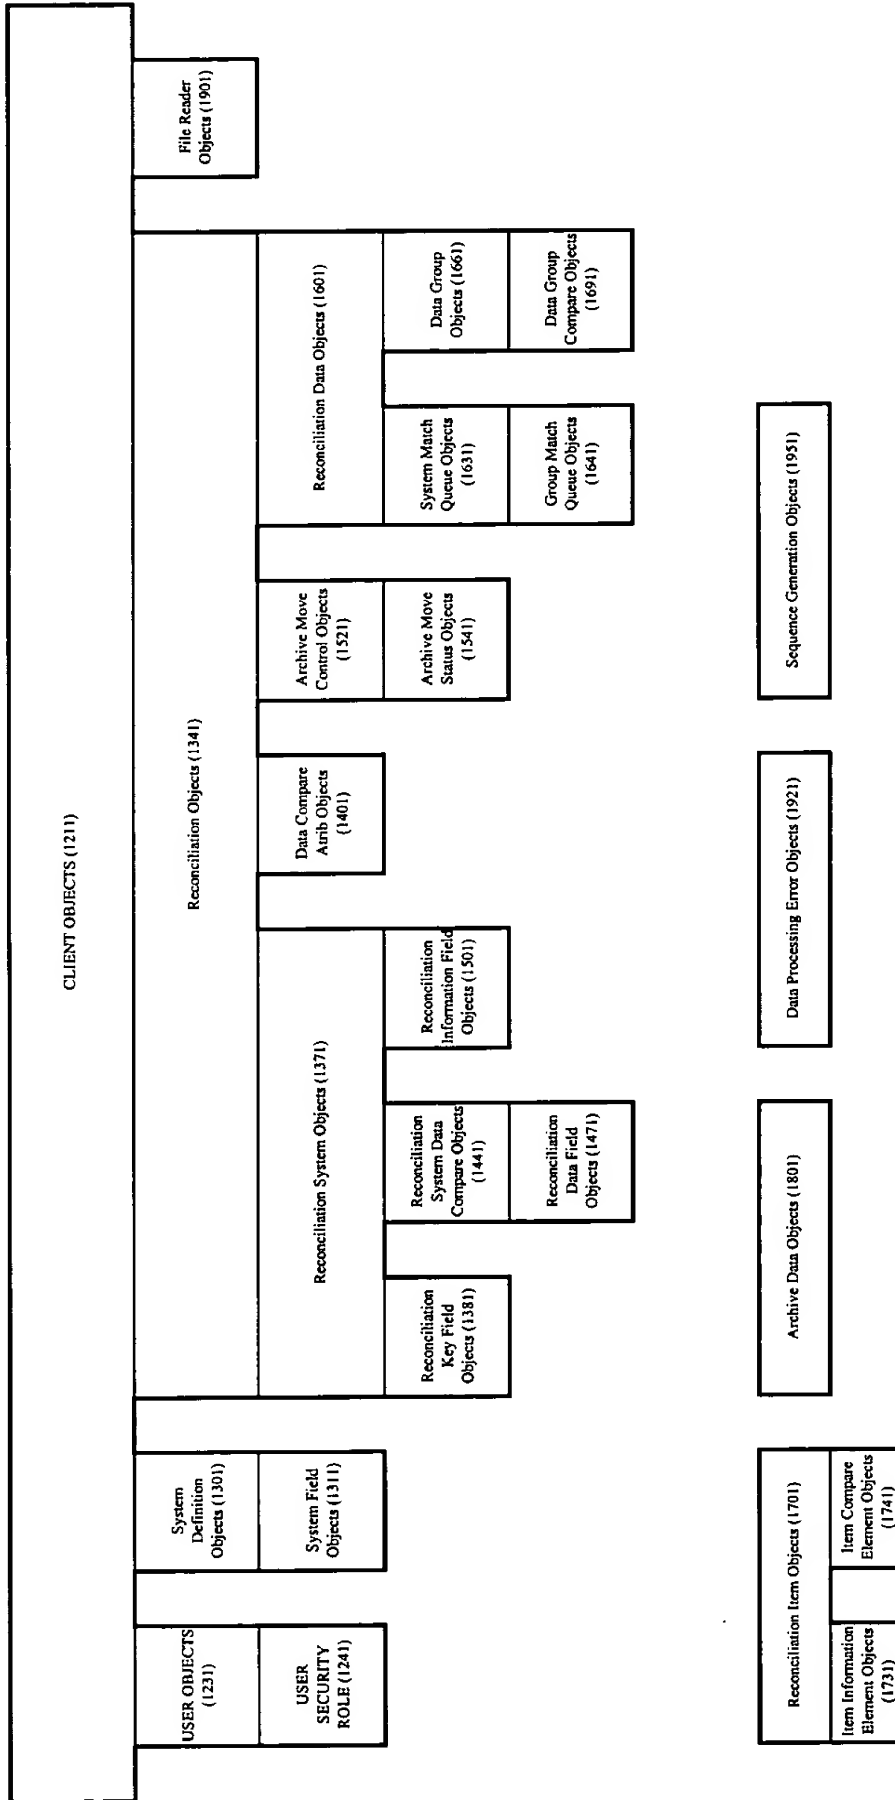 CLIENT OBJECTS (1211)
USER OBJECTS
(1231)
USER
SECURITY
ROLE (1241)
System
Definition
Objects (1301)
System Field
Objects (1311)
Reconciliation Objects (1341)
Reconciliation System Objects (1371)
Reconciliation
Key Field
Objects (1381)
Reconciliation
System Data
Compare Objects
(1441)
Reconciliation
Data Field
Objects (1471)
Reconciliation
Information Field
Objects (1501)
Data Compare
Atrib Objects
(1401)
Archive Move
Control Objects
(1521)
Archive Move
Status Objects
(1541)
Reconciliation Data Objects (1601)
System Match
Queue Objects
(1631)
Group Match
Queue Objects
(1641)
Data Group
Objects (1661)
Data Group
Compare Objects
(1691)
File Reader
Objects (1901)
Reconciliation Item Objects (1701)
Item Information
Element Objects
(1731)
Item Compare
Element Objects
(1741)
Archive Data Objects (1801)
Data Processing Error Objects (1921)
Sequence Generation Objects (1951)